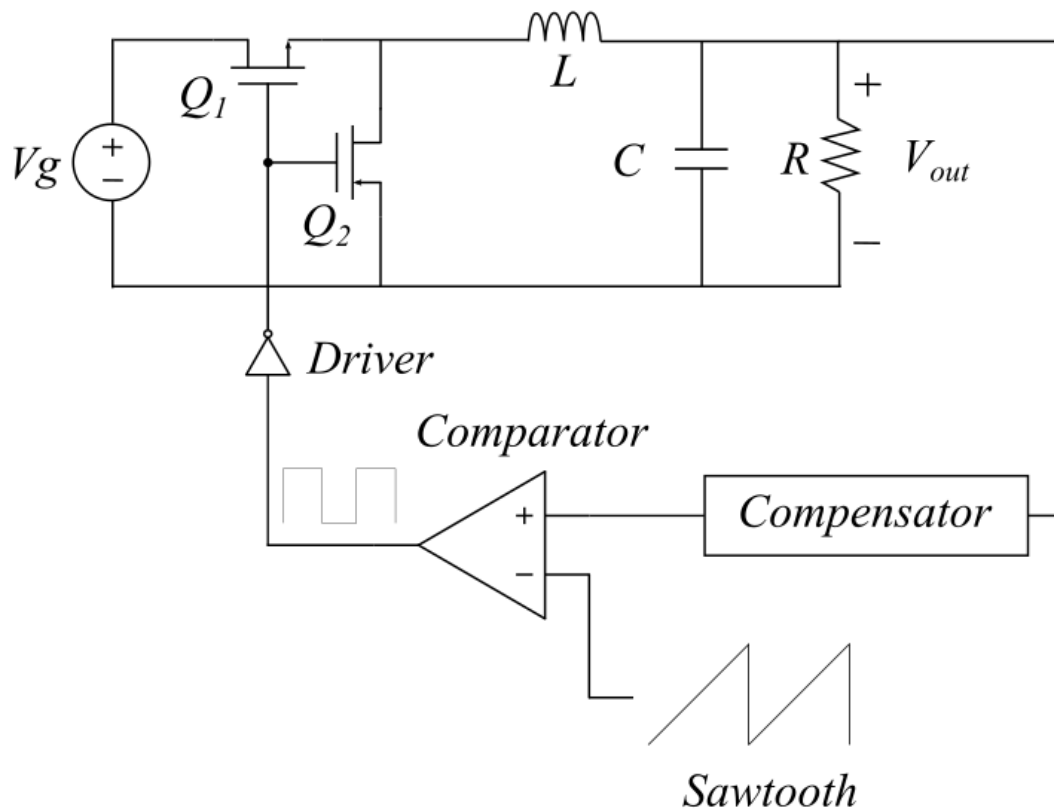 L
Q1
+
Vg
+
−
C
R
Vout
Q2
−
Driver
Comparator
+
Compensator
−
Sawtooth